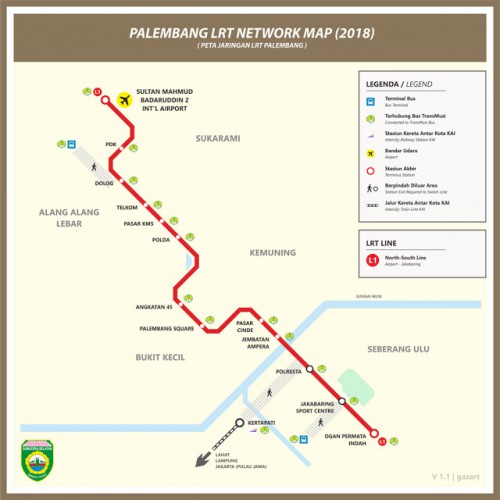 PALEMBANG LRT NETWORK MAP (2018)
( PETA JARINGAN LRT PALEMBANG )
L1
SULTAN MAHMUD
BADARUDDIN 2
INT'L AIRPORT
SUKARAMI
PDK
DOLOG
ALANG ALANG
LEBAR
TELKOM
PASAR KMS
POLDA
KEMUNING
ANGKATAN 45
PALEMBANG SQUARE
PASAR
CINDE
JEMBATAN
AMPERA
BUKIT KECIL
SUNGAI MUSI
SEBERANG ULU
POLRESTA
JAKABARING
SPORT CENTRE
KERTAPATI
OGAN PERMATA
INDAH
L1
LAHAT
LAMPUNG
JAKARTA (PULAU JAWA)
LEGENDA / LEGEND
Terminal Bus
Bus Terminal
Terhubung Bus TransMusi
Connected to TransMusi Bus
Stasiun Kereta Antar Kota KAI
Intercity Railway Station KAI
Bandar Udara
Airport
Stasiun Akhir
Terminus Station
Berpindah Diluar Area
Station Exit Required to Switch Line
Jalur Kereta Antar Kota KAI
Intercity Train Line KAI
LRT LINE
L1
North-South Line
Airport - Jakabaring
V 1.1 | gazart